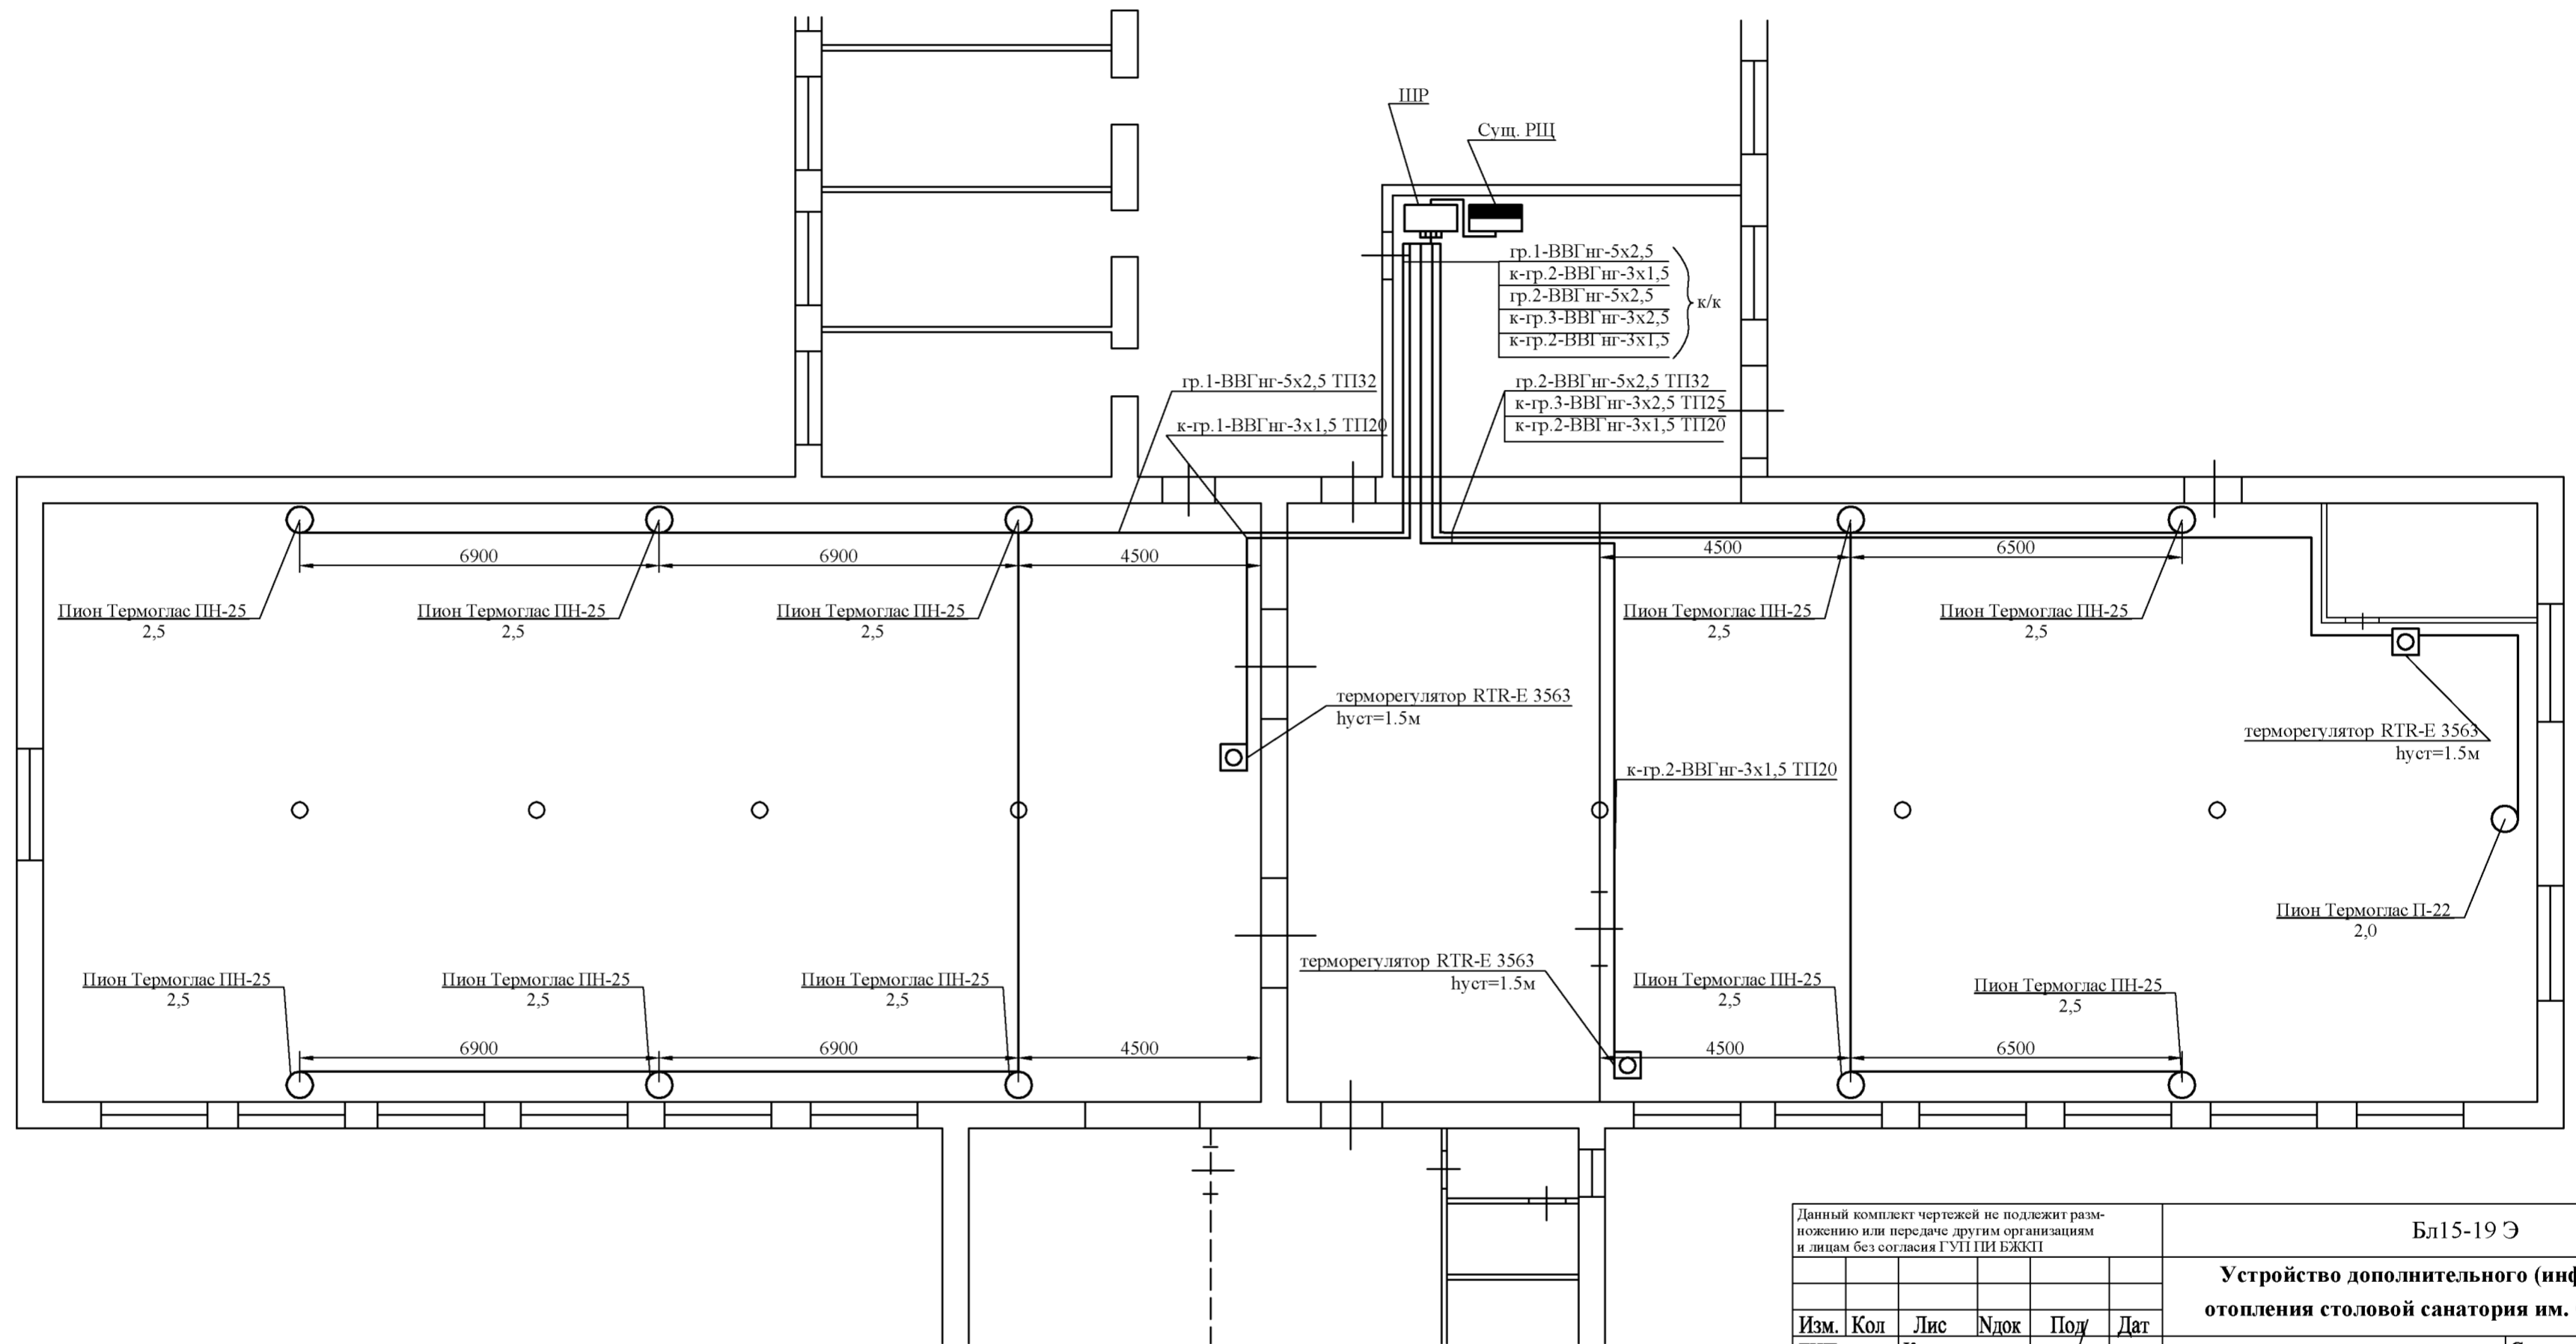 ШР
Сущ. РЩ
гр.1-ВВГнг-5х2,5
к-гр.2-ВВГнг-3х1,5
гр.2-ВВГнг-5х2,5
к-гр.3-ВВГнг-3х2,5
к-гр.2-ВВГнг-3х1,5
к/к
гр.1-ВВГнг-5х2,5 ТП32
к-гр.1-ВВГнг-3х1,5 ТП20
гр.2-ВВГнг-5х2,5 ТП32
к-гр.3-ВВГнг-3х2,5 ТП25
к-гр.2-ВВГнг-3х1,5 ТП20
6900
6900
4500
4500
6500
Пион Термоглас ПН-25
2,5
Пион Термоглас ПН-25
2,5
Пион Термоглас ПН-25
2,5
Пион Термоглас ПН-25
2,5
Пион Термоглас ПН-25
2,5
терморегулятор RTR-E 3563
hуст=1.5м
терморегулятор RTR-E 3563
hуст=1.5м
к-гр.2-ВВГнг-3х1,5 ТП20
Пион Термоглас П-22
2,0
терморегулятор RTR-E 3563
hуст=1.5м
Пион Термоглас ПН-25
2,5
Пион Термоглас ПН-25
2,5
Пион Термоглас ПН-25
2,5
Пион Термоглас ПН-25
2,5
Пион Термоглас ПН-25
2,5
6900
6900
4500
4500
6500
Данный комплект чертежей не подлежит разм-
ножению или передаче другим организациям
и лицам без согласия ГУП ПИ БЖКП
Бл15-19 Э
Устройство дополнительного (инф
отопления столовой санатория им.
Изм. Кол Лис Nдок Под Дат